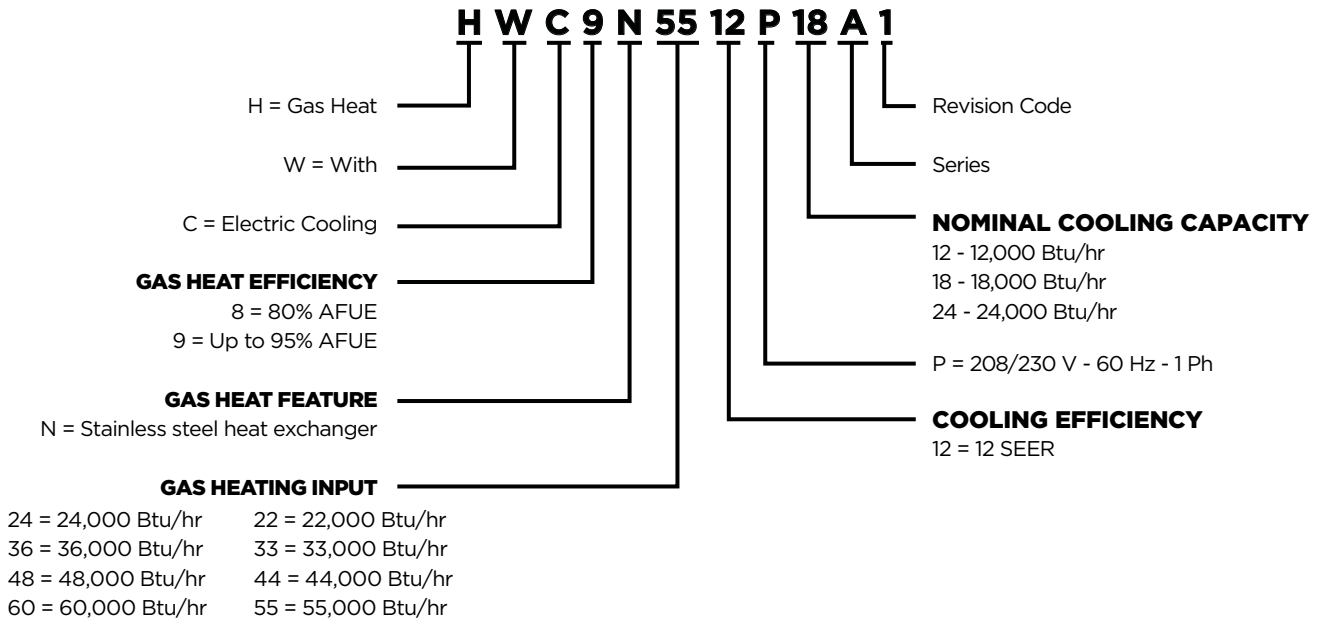 H W C 9 N 55 12 P 18 A 1
H = Gas Heat
W = With
C = Electric Cooling
GAS HEAT EFFICIENCY
8 = 80% AFUE
9 = Up to 95% AFUE
GAS HEAT FEATURE
N = Stainless steel heat exchanger
GAS HEATING INPUT
24 = 24,000 Btu/hr 22 = 22,000 Btu/hr
36 = 36,000 Btu/hr 33 = 33,000 Btu/hr
48 = 48,000 Btu/hr 44 = 44,000 Btu/hr
60 = 60,000 Btu/hr 55 = 55,000 Btu/hr
Revision Code
Series
NOMINAL COOLING CAPACITY
12 - 12,000 Btu/hr
18 - 18,000 Btu/hr
24 - 24,000 Btu/hr
P = 208/230 V - 60 Hz - 1 Ph
COOLING EFFICIENCY
12 = 12 SEER